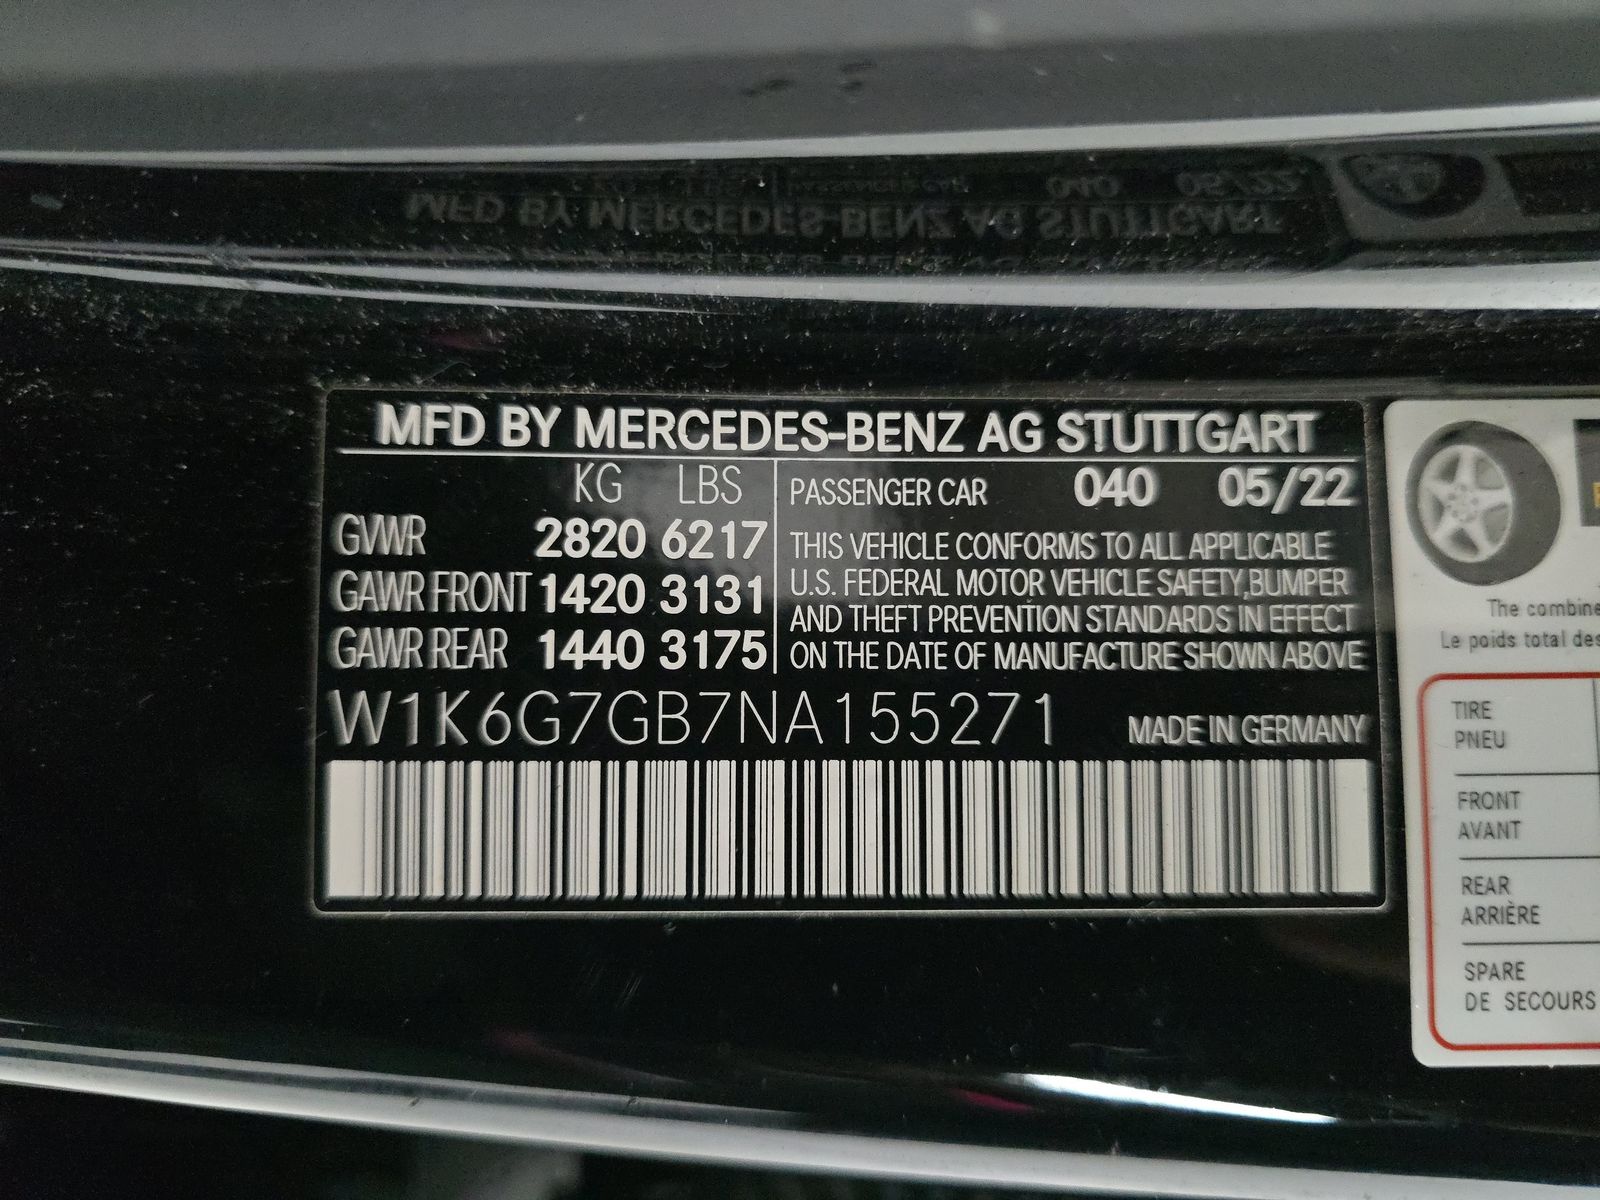 MFD BY MERCEDES-BENZ AG STUTTGART
KG LBS
GVWR 2820 6217
GAWR FRONT 1420 3131
GAWR REAR 1440 3175
PASSENGER CAR 040 05/22
THIS VEHICLE CONFORMS TO ALL APPLICABLE
U.S. FEDERAL MOTOR VEHICLE SAFETY, BUMPER
AND THEFT PREVENTION STANDARDS IN EFFECT
ON THE DATE OF MANUFACTURE SHOWN ABOVE
W1K6G7GB7NA155271 MADE IN GERMANY
The combine
Le poids total des
TIRE
PNEU
FRONT
AVANT
REAR
ARRIÈRE
SPARE
DE SECOURS